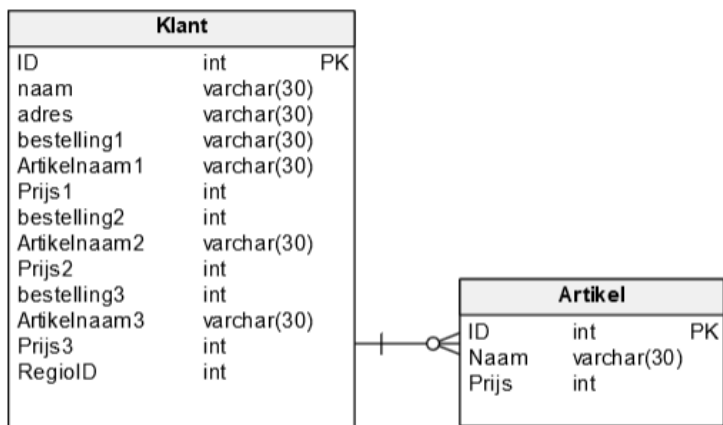 Klant
ID int PK
naam varchar(30)
adres varchar(30)
bestelling1 varchar(30)
Artikelnaam1 varchar(30)
Prijs1 int
bestelling2 int
Artikelnaam2 varchar(30)
Prijs2 int
bestelling3 int
Artikelnaam3 varchar(30)
Prijs3 int
RegioID int
Artikel
ID int PK
Naam varchar(30)
Prijs int